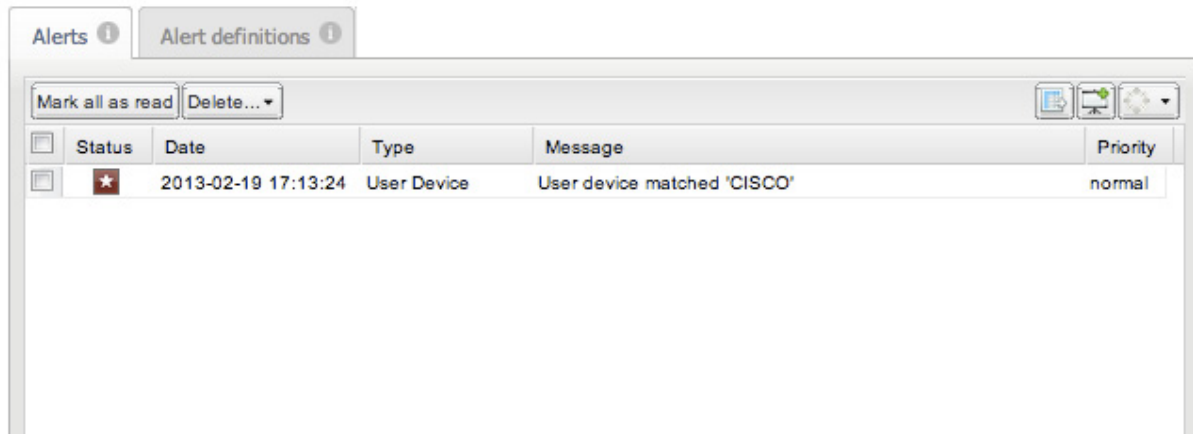 Alerts
Alert definitions
Mark all as read Delete...
Status Date Type Message Priority
2013-02-19 17:13:24 User Device User device matched 'CISCO' normal